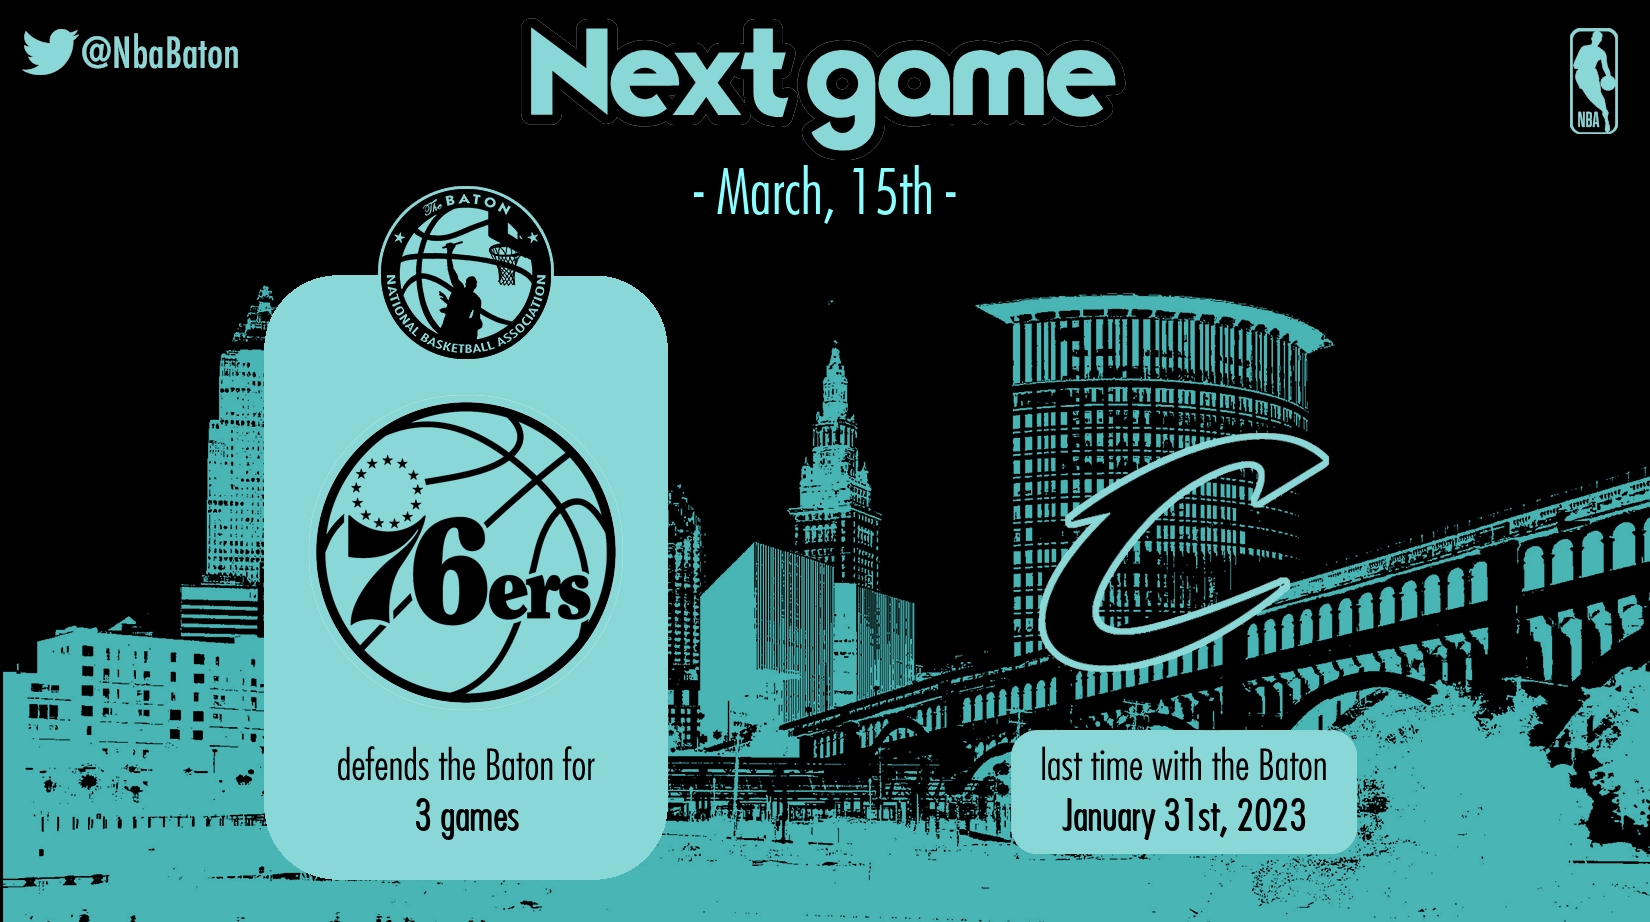 @NbaBaton
Next game
NBA
- March, 15th -
The BATON
NATIONAL BASKETBALL ASSOCIATION
76ers
C
defends the Baton for
3 games
last time with the Baton
January 31st, 2023